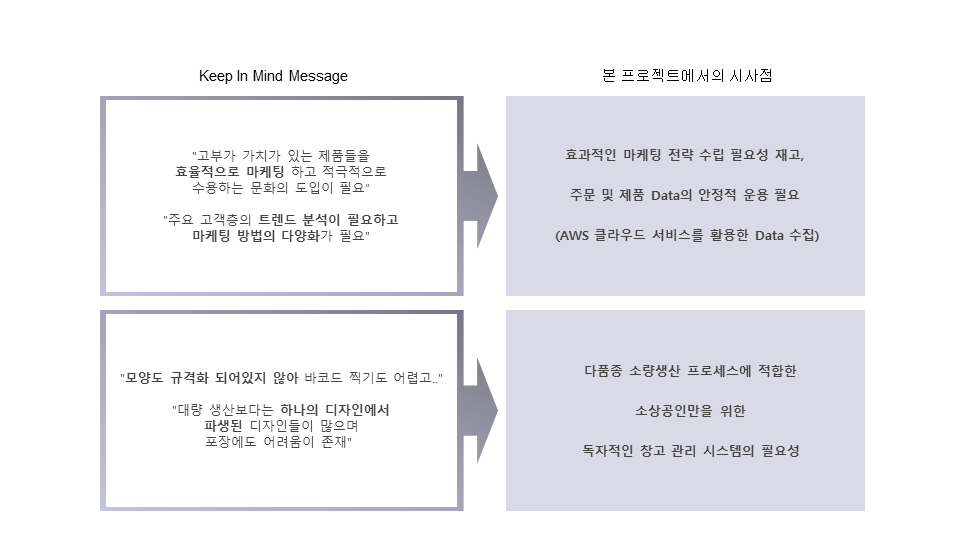 Keep In Mind Message
본 프로젝트에서의 시사점
"고부가 가치가 있는 제품들을
효율적으로 마케팅 하고 적극적으로
수용하는 문화의 도입이 필요”
"주요 고객층의 트렌드 분석이 필요하고
마케팅 방법의 다양화가 필요"
효과적인 마케팅 전략 수립 필요성 재고,
주문 및 제품 Data의 안정적 운용 필요
(AWS 클라우드 서비스를 활용한 Data 수집)
"모양도 규격화 되어있지 않아 바코드 찍기도 어렵고.."
"대량 생산보다는 하나의 디자인에서
파생된 디자인들이 많으며
포장에도 어려움이 존재"
다품종 소량생산 프로세스에 적합한
소상공인만을 위한
독자적인 창고 관리 시스템의 필요성